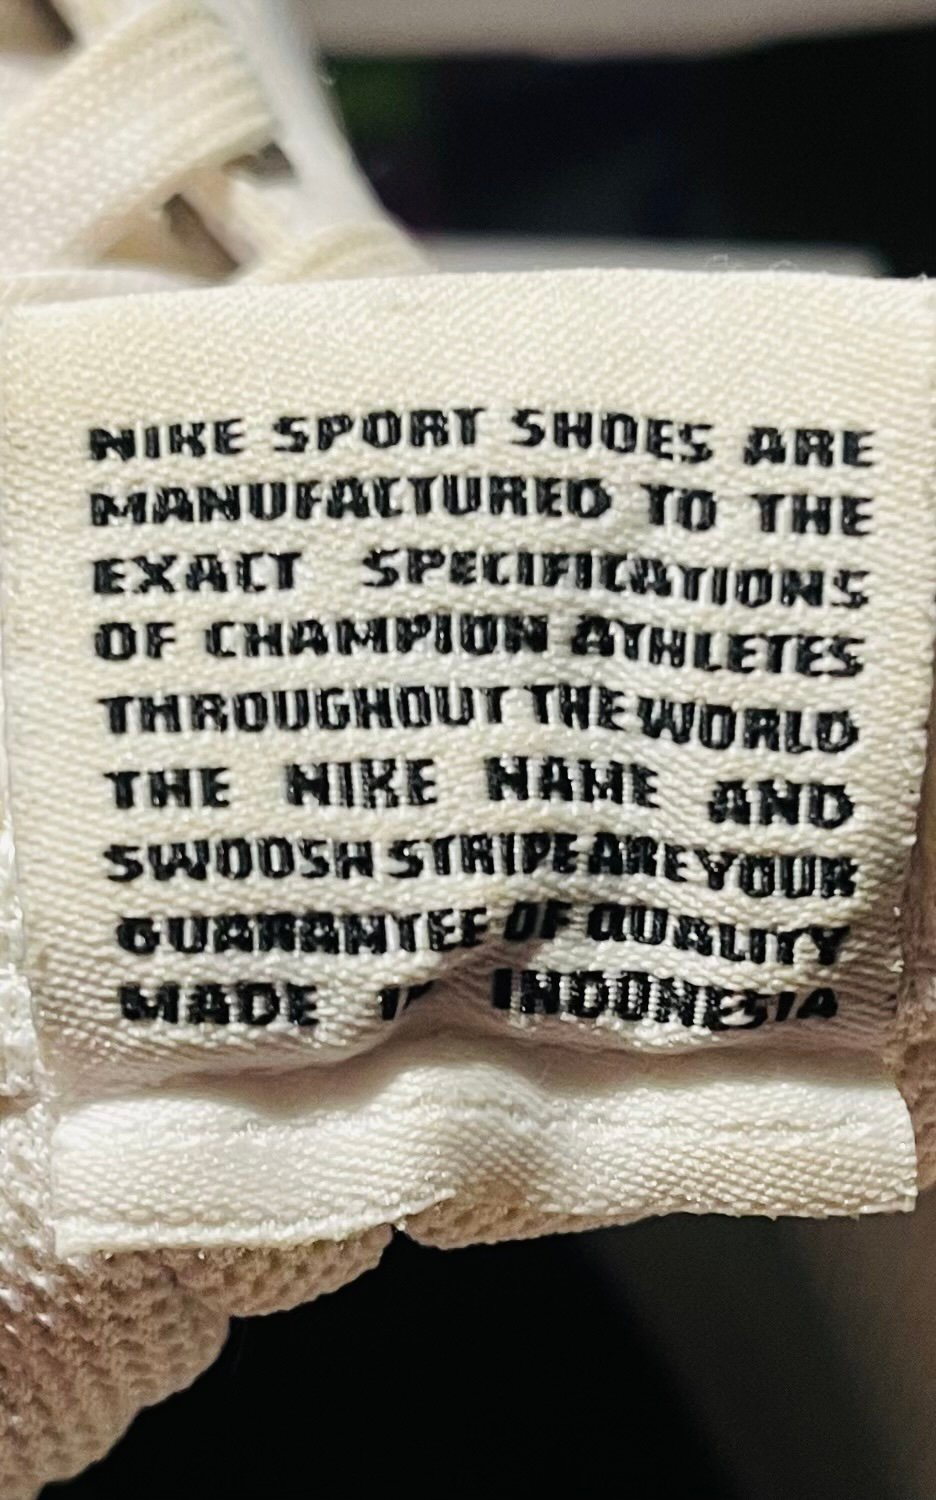 NIKE SPORT SHOES ARE
MANUFACTURED TO THE
EXACT SPECIFICATIONS
OF CHAMPION ATHLETES
THROUGHOUT THE WORLD
THE NIKE NAME AND
SWOOSH STRIPE ARE YOUR
GUARANTEE OF QUALITY
MADE IN INDONESIA